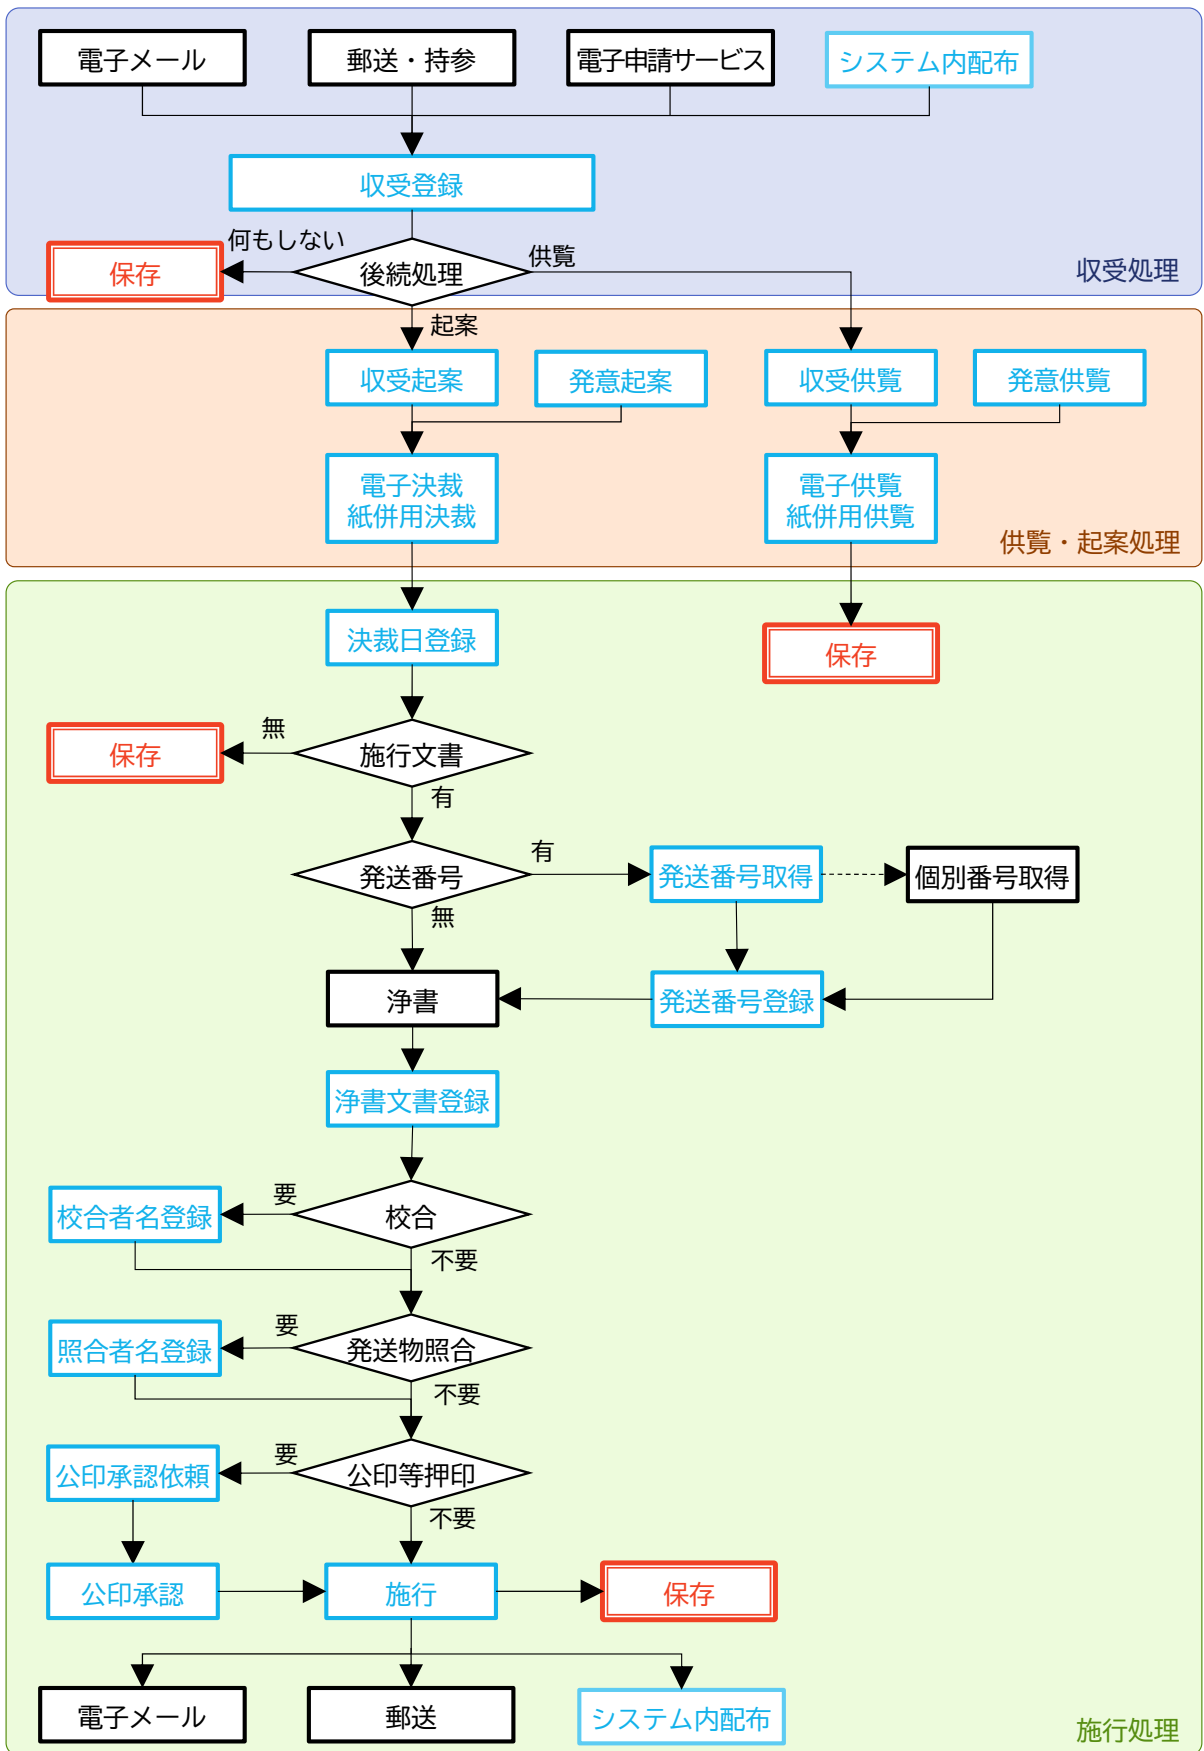 電子メール
郵送・持参
電子申請サービス
システム内配布
収受登録
何もしない
供覧
保存
後続処理
収受処理
起案
収受起案
発意起案
収受供覧
発意供覧
電子決裁
紙併用決裁
電子供覧
紙併用供覧
供覧・起案処理
決裁日登録
保存
無
保存
施行文書
有
有
発送番号
発送番号取得
個別番号取得
無
浄書
発送番号登録
浄書文書登録
要
校合者名登録
校合
不要
要
照合者名登録
発送物照合
不要
要
公印承認依頼
公印等押印
不要
公印承認
施行
保存
電子メール
郵送
システム内配布
施行処理